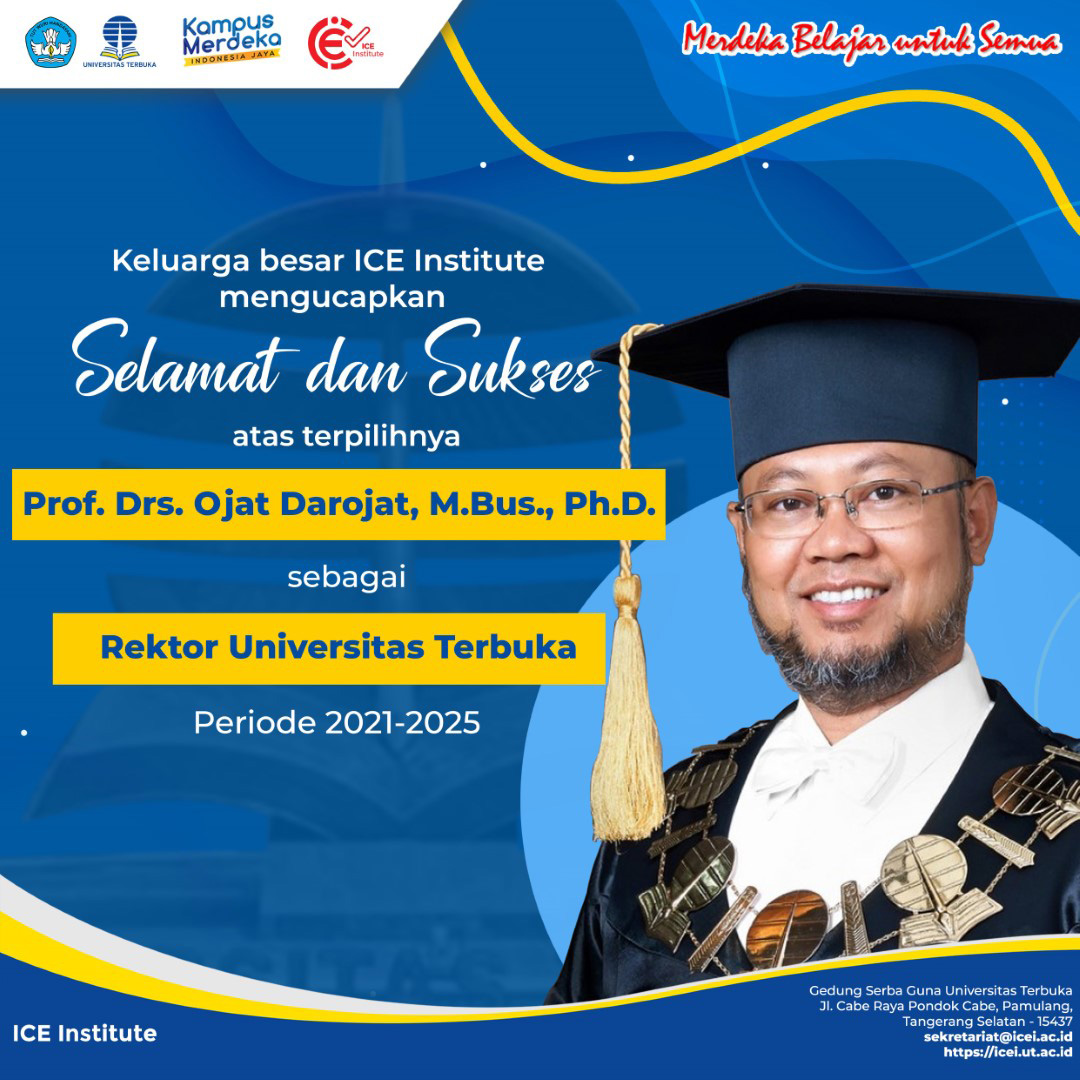 UNIVERSITAS TERBUKA
Kampus
Merdeka
INDONESIA JAYA
ICE
Institute
Merdeka Belajar untuk Semua
Keluarga besar ICE Institute
mengucapkan
Selamat dan Sukses
atas terpilihnya
Prof. Drs. Ojat Darojat, M.Bus., Ph.D.
sebagai
Rektor Universitas Terbuka
Periode 2021-2025
ICE Institute
Gedung Serba Guna Universitas Terbuka
Jl. Cabe Raya Pondok Cabe, Pamulang,
Tangerang Selatan - 15437
sekretariat@icei.ac.id
https://icei.ut.ac.id